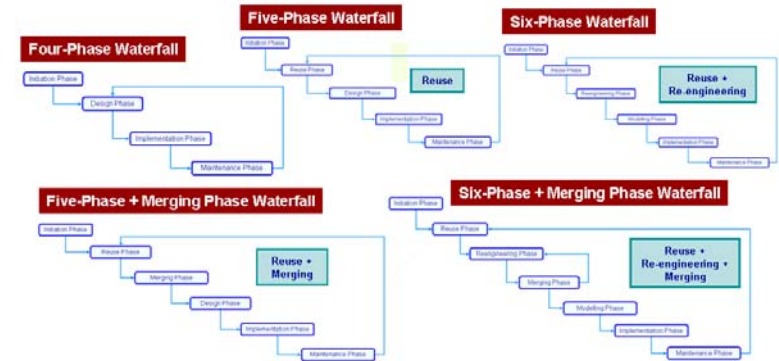 Four-Phase Waterfall
Initiation Phase
Design Phase
Implementation Phase
Maintenance Phase
Five-Phase Waterfall
Initiation Phase
Reuse Phase
Design Phase
Implementation Phase
Maintenance Phase
Reuse
Six-Phase Waterfall
Initiation Phase
Reuse Phase
Reengineering Phase
Modelling Phase
Implementation Phase
Maintenance Phase
Reuse +
Re-engineering
Five-Phase + Merging Phase Waterfall
Initiation Phase
Reuse Phase
Merging Phase
Design Phase
Implementation Phase
Maintenance Phase
Reuse +
Merging
Six-Phase + Merging Phase Waterfall
Initiation Phase
Reuse Phase
Reengineering Phase
Merging Phase
Modelling Phase
Implementation Phase
Maintenance Phase
Reuse +
Re-engineering +
Merging